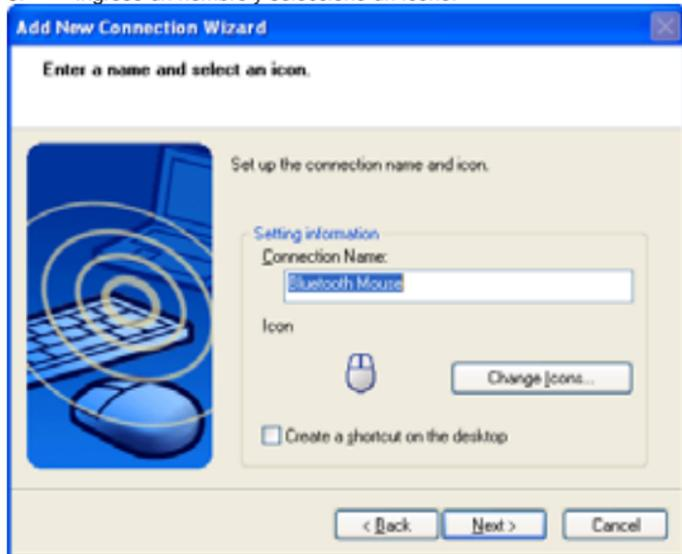 Add New Connection Wizard
Enter a name and select an icon.
Set up the connection name and icon.
Setting information
Connection Name:
Bluetooth Mouse
Icon
Change Icons...
Create a shortcut on the desktop
< Back
Next >
Cancel